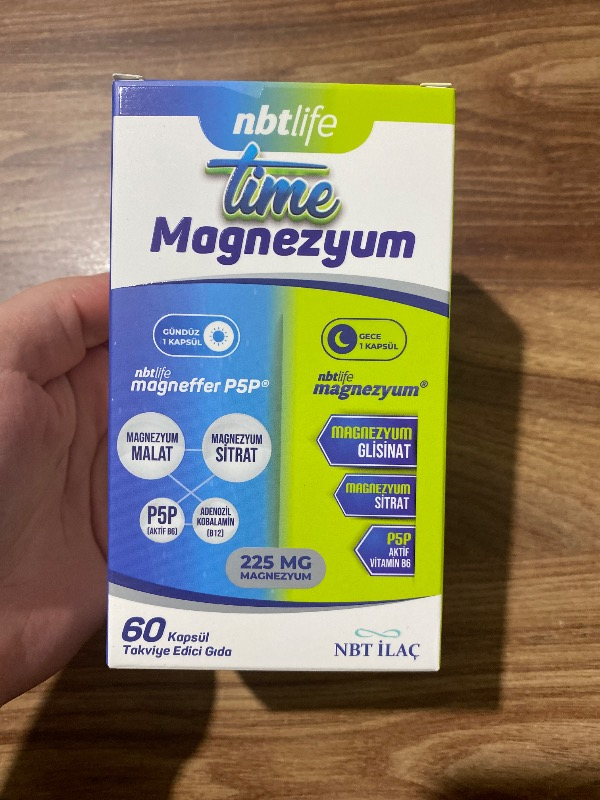 nbtlife
time
Magnezyum
GÜNDÜZ
1 KAPSÜL
nbtlife
magneffer P5P®
MAGNEZYUM
MALAT
MAGNEZYUM
SİTRAT
P5P
(AKTİF B6)
ADENOZİL
KOBALAMİN
(B12)
GECE
1 KAPSÜL
nbtlife
magnezyum®
MAGNEZYUM
GLİSİNAT
MAGNEZYUM
SİTRAT
P5P
AKTİF
VİTAMİN B6
225 MG
MAGNEZYUM
60 Kapsül
Takviye Edici Gıda
NBT İLAÇ